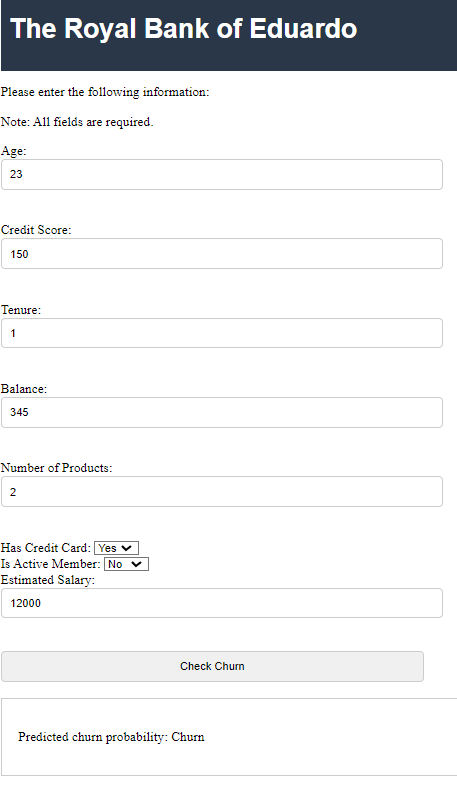 The Royal Bank of Eduardo
Please enter the following information:
Note: All fields are required.
Age:
23
Credit Score:
150
Tenure:
1
Balance:
345
Number of Products:
2
Has Credit Card: Yes
Is Active Member: No
Estimated Salary:
12000
Check Churn
Predicted churn probability: Churn